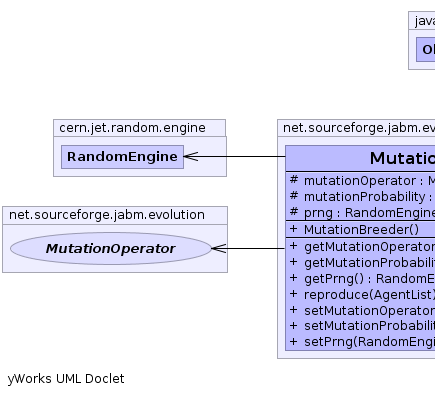 java
O
cern.jet.random.engine
RandomEngine
net.sourceforge.jabm.evolution
MutationOperator
net.sourceforge.jabm.ev
Mutatio
# mutationOperator : M
# mutationProbability :
# prng : RandomEngine
+ MutationBreeder()
+ getMutationOperator
+ getMutationProbabili
+ getPrng() : RandomE
+ reproduce(AgentList)
+ setMutationOperator
+ setMutationProbabilit
+ setPrng(RandomEngi
yWorks UML Doclet